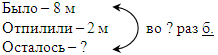 Было – 8 м
Отпилили – 2 м во ? раз б.
Осталось – ?